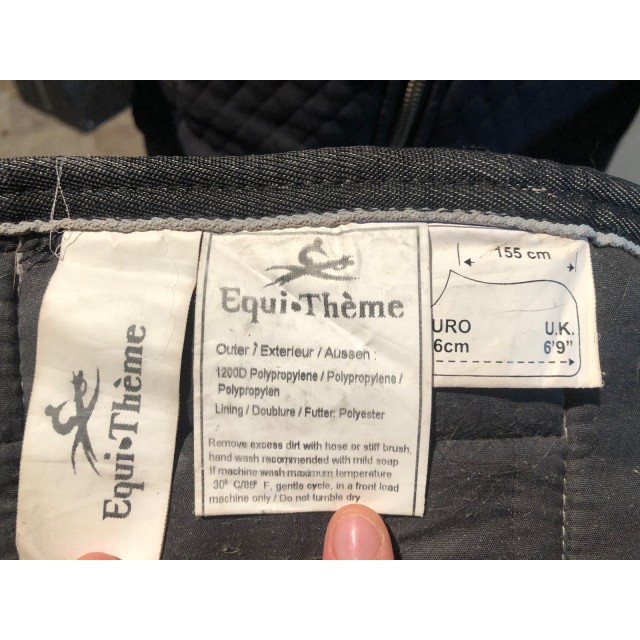 Equi•Thème
Equi•Thème
Outer / Exterieur / Aussen :
1200D Polypropylene / Polypropylene /
Polypropylen
Lining / Doublure / Futter: Polyester
Remove excess dirt with hose or stiff brush,
hand wash recommended with mild soap
If machine wash maximum temperature
30° C/86° F, gentle cycle, in a front load
machine only / Do not tumble dry
155 cm
URO U.K.
6cm 6'9"